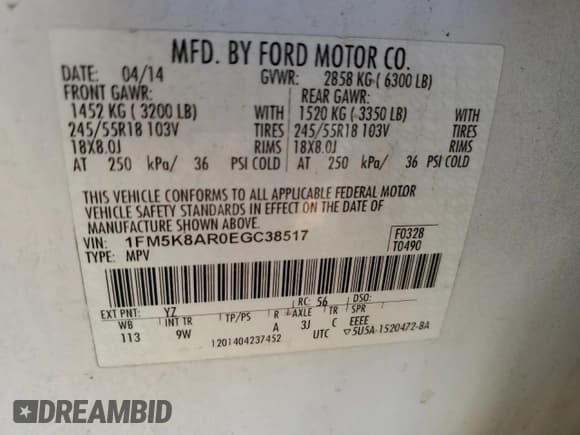 MFD. BY FORD MOTOR CO.
DATE: 04/14 GVWR: 2858 KG ( 6300 LB)
FRONT GAWR: REAR GAWR:
1452 KG ( 3200 LB) WITH 1520 KG ( 3350 LB) WITH
245/55R18 103V TIRES 245/55R18 103V TIRES
18X8.0J RIMS 18X8.0J RIMS
AT 250 kPa/ 36 PSI COLD AT 250 kPa/ 36 PSI COLD
THIS VEHICLE CONFORMS TO ALL APPLICABLE FEDERAL MOTOR
VEHICLE SAFETY STANDARDS IN EFFECT ON THE DATE OF
MANUFACTURE SHOWN ABOVE.
VIN: 1FM5K8AR0EGC38517 F0328
TYPE: MPV T0490
EXT PNT: YZ RC: 56 DSO:
WB INT TR TP/PS R AXLE TR SPR
113 9W A 3J C EEEE
1201404237452 UTC ▽5U5A-1520472-BA
DREAMBID